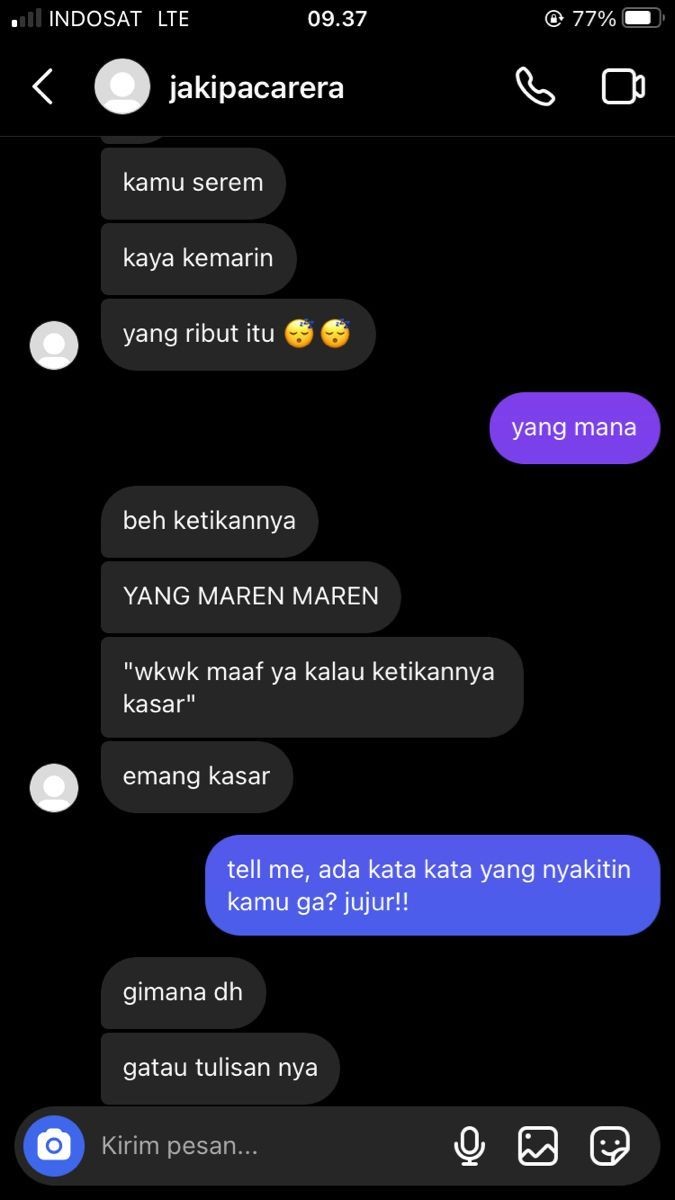 INDOSAT LTE 09.37 77%
jakipacarera
kamu serem
kaya kemarin
yang ribut itu 😴😴
yang mana
beh ketikannya
YANG MAREN MAREN
"wkwk maaf ya kalau ketikannya
kasar"
emang kasar
tell me, ada kata kata yang nyakitin
kamu ga? jujur!!
gimana dh
gatau tulisan nya
Kirim pesan...